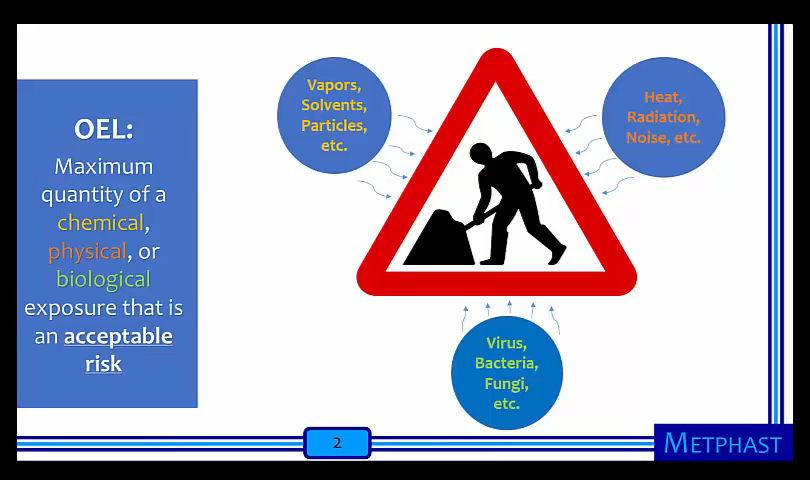 OEL:
Maximum
quantity of a
chemical,
physical, or
biological
exposure that is
an acceptable
risk
Vapors,
Solvents,
Particles,
etc.
Heat,
Radiation,
Noise, etc.
Virus,
Bacteria,
Fungi,
etc.
2
METPHAST